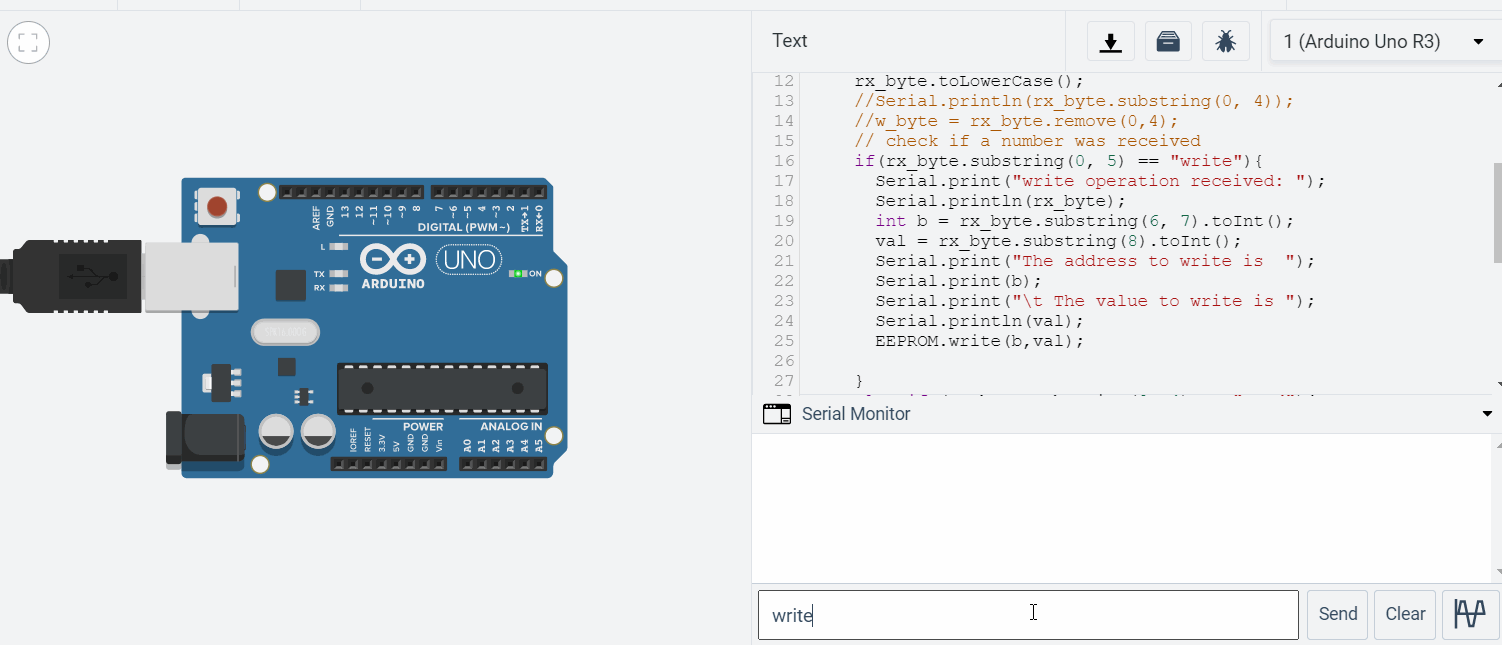 Text
1 (Arduino Uno R3)
12 rx_byte.toLowerCase();
13 //Serial.println(rx_byte.substring(0, 4));
14 //w_byte = rx_byte.remove(0,4);
15 // check if a number was received
16 if(rx_byte.substring(0, 5) == "write"){
17 Serial.print("write operation received: ");
18 Serial.println(rx_byte);
19 int b = rx_byte.substring(6, 7).toInt();
20 val = rx_byte.substring(8).toInt();
21 Serial.print("The address to write is  ");
22 Serial.print(b);
23 Serial.print("\t The value to write is ");
24 Serial.println(val);
25 EEPROM.write(b,val);
26
27 }
Serial Monitor
write
Send
Clear
AREF
GND
13
12
~11
~10
~9
8
7
~6
~5
4
~3
2
TX→1
RX←0
DIGITAL (PWM~)
L
TX
RX
UNO
ARDUINO
ON
POWER
ANALOG IN
IOREF
RESET
3.3V
5V
GND
GND
Vin
A0
A1
A2
A3
A4
A5